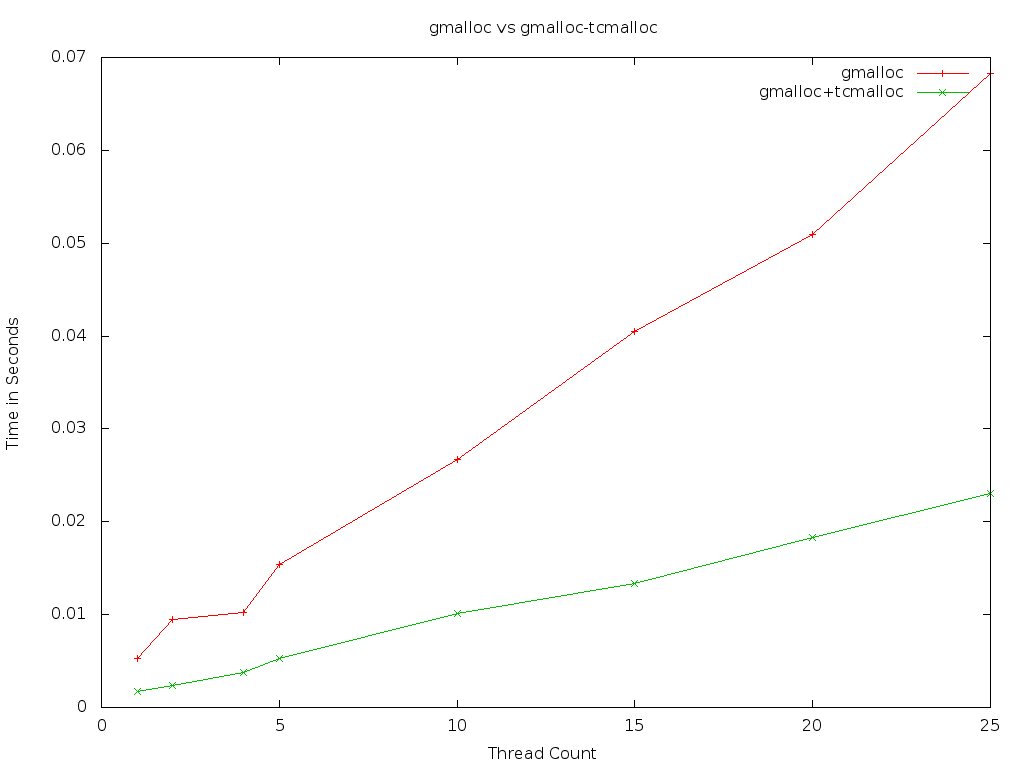 gmalloc vs gmalloc-tcmalloc
0.07
gmalloc
gmalloc+tcmalloc
0.06
0.05
0.04
0.03
0.02
0.01
0
Time in Seconds
0 5 10 15 20 25
Thread Count